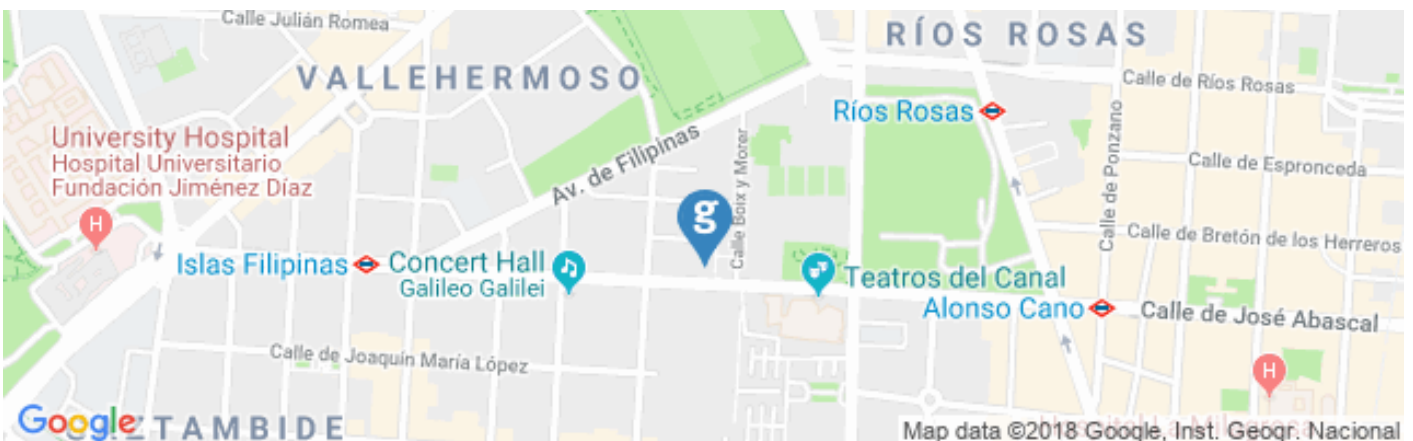 Calle Julián Romea
RÍOS ROSAS
VALLEHERMOSO
Calle de Ríos Rosas
University Hospital
Hospital Universitario
Fundación Jiménez Díaz
H
Ríos Rosas
Av. de Filipinas
Calle Boix y Morer
Calle de Ponzano
Calle de Espronceda
g
Calle de Bretón de los Herreros
Islas Filipinas
Concert Hall
Galileo Galilei
Teatros del Canal
Alonso Cano
Calle de José Abascal
Calle de Joaquín María López
H
Google
TAMBIDE
Map data ©2018 Google, Inst. Geogr. Nacional